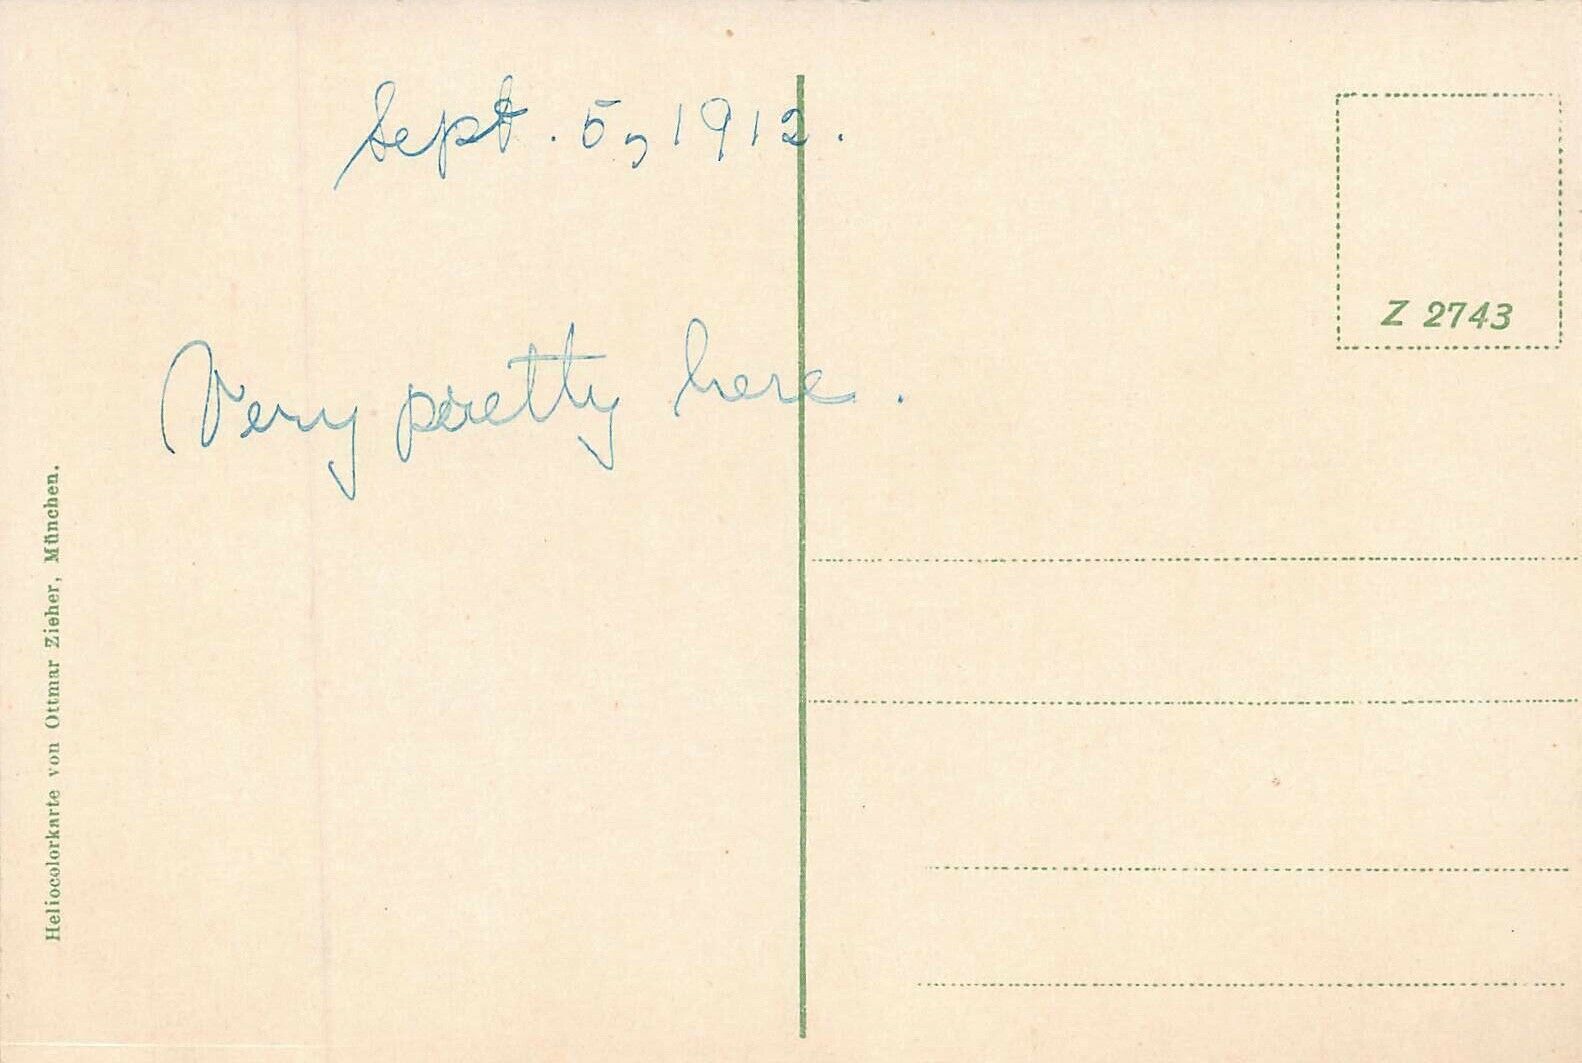 Sept. 5, 1912.
Very pretty here.
Z 2743
Heliocolorkarte von Ottmar Zieher, München.